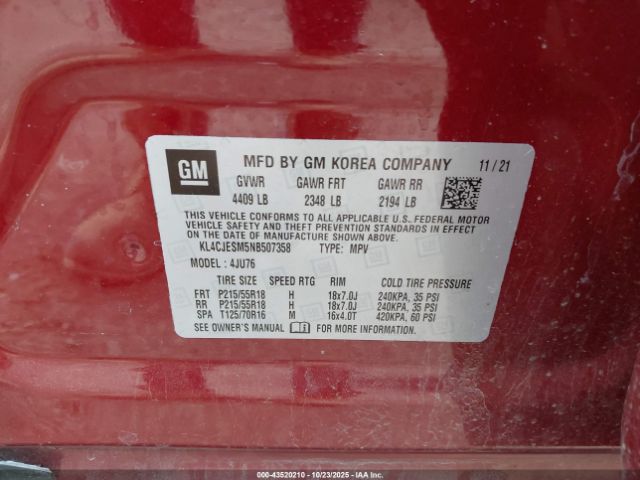 GM MFD BY GM KOREA COMPANY 11/21
GVWR GAWR FRT GAWR RR
4409 LB 2348 LB 2194 LB
THIS VEHICLE CONFORMS TO ALL APPLICABLE U.S. FEDERAL MOTOR
VEHICLE SAFETY AND THEFT PREVENTION STANDARDS IN EFFECT
ON THE DATE OF MANUFACTURE SHOWN ABOVE.
KL4CJESM5NB507358 TYPE: MPV
MODEL: 4JU76
TIRE SIZE SPEED RTG RIM COLD TIRE PRESSURE
FRT P215/55R18 H 18x7.0J 240KPA, 35 PSI
RR P215/55R18 H 18x7.0J 240KPA, 35 PSI
SPA T125/70R16 M 16x4.0T 420KPA, 60 PSI
SEE OWNER'S MANUAL FOR MORE INFORMATION
000-43520210 - 10/23/2025 - IAAI.com